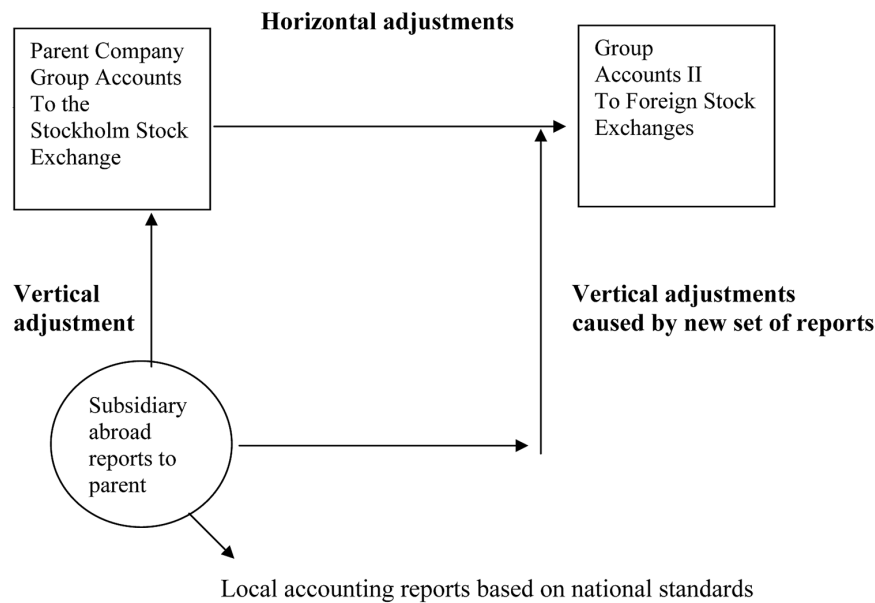 Horizontal adjustments
Parent Company
Group Accounts
To the
Stockholm Stock
Exchange
Group
Accounts II
To Foreign Stock
Exchanges
Vertical
adjustment
Vertical adjustments
caused by new set of reports
Subsidiary
abroad
reports to
parent
Local accounting reports based on national standards